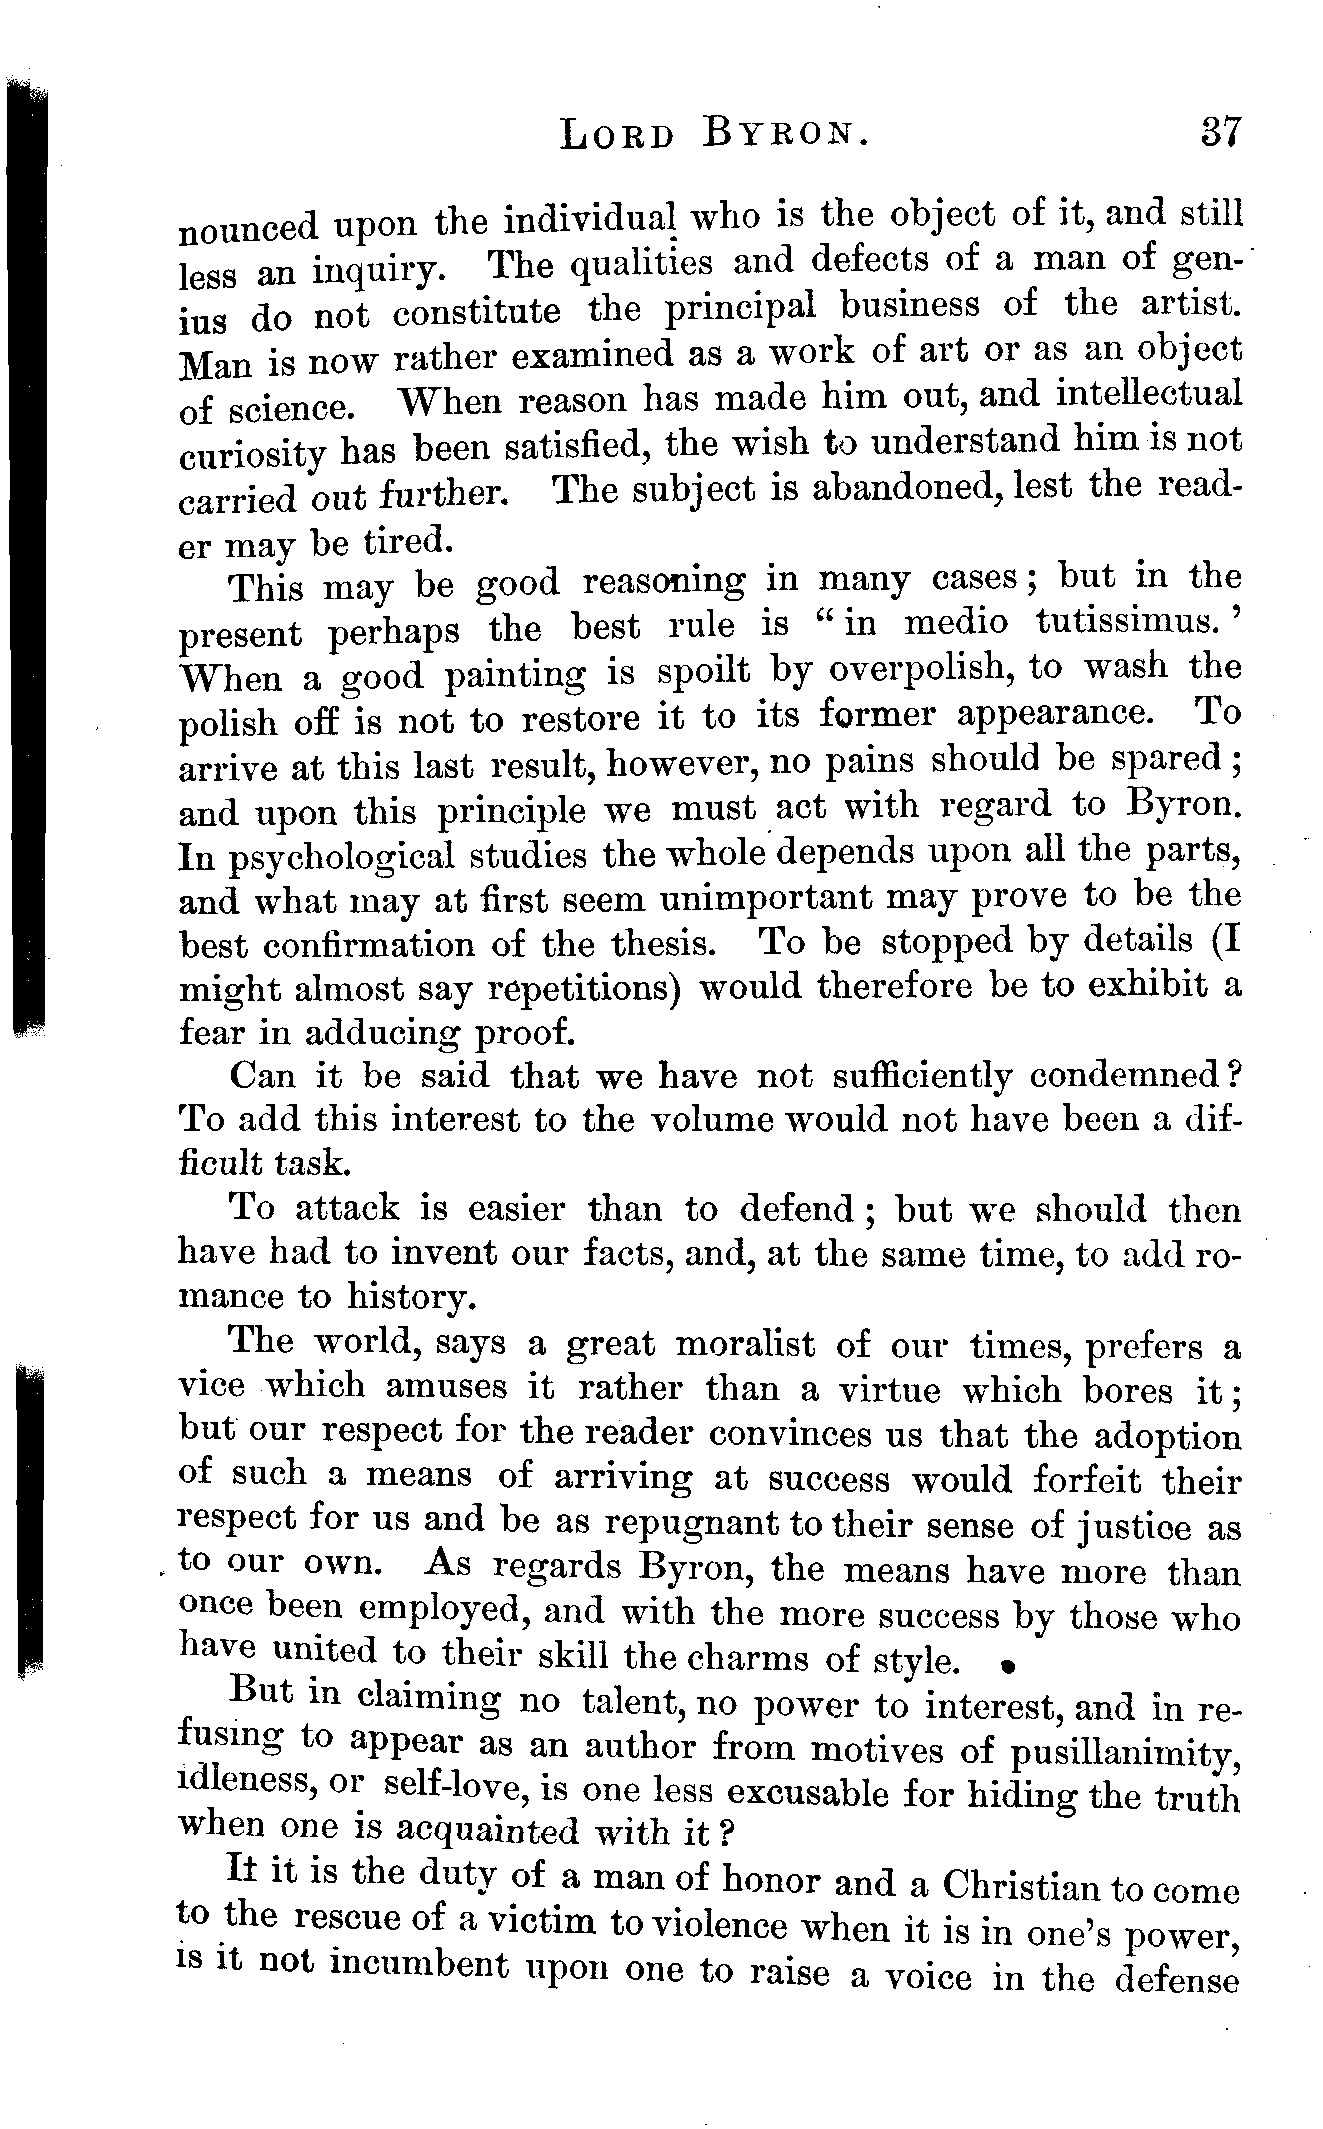 LORD BYRON. 37
nounced upon the individual who is the object of it, and still
less an inquiry. The qualities and defects of a man of gen-
ius do not constitute the principal business of the artist.
Man is now rather examined as a work of art or as an object
of science. When reason has made him out, and intellectual
curiosity has been satisfied, the wish to understand him is not
carried out further. The subject is abandoned, lest the read-
er may be tired.
This may be good reasoning in many cases; but in the
present perhaps the best rule is “in medio tutissimus.’
When a good painting is spoilt by overpolish, to wash the
polish off is not to restore it to its former appearance. To
arrive at this last result, however, no pains should be spared;
and upon this principle we must act with regard to Byron.
In psychological studies the whole depends upon all the parts,
and what may at first seem unimportant may prove to be the
best confirmation of the thesis. To be stopped by details (I
might almost say repetitions) would therefore be to exhibit a
fear in adducing proof.
Can it be said that we have not sufficiently condemned?
To add this interest to the volume would not have been a dif-
ficult task.
To attack is easier than to defend; but we should then
have had to invent our facts, and, at the same time, to add ro-
mance to history.
The world, says a great moralist of our times, prefers a
vice which amuses it rather than a virtue which bores it;
but our respect for the reader convinces us that the adoption
of such a means of arriving at success would forfeit their
respect for us and be as repugnant to their sense of justice as
to our own. As regards Byron, the means have more than
once been employed, and with the more success by those who
have united to their skill the charms of style.
But in claiming no talent, no power to interest, and in re-
fusing to appear as an author from motives of pusillanimity,
idleness, or self-love, is one less excusable for hiding the truth
when one is acquainted with it?
If it is the duty of a man of honor and a Christian to come
to the rescue of a victim to violence when it is in one’s power,
is it not incumbent upon one to raise a voice in the defense